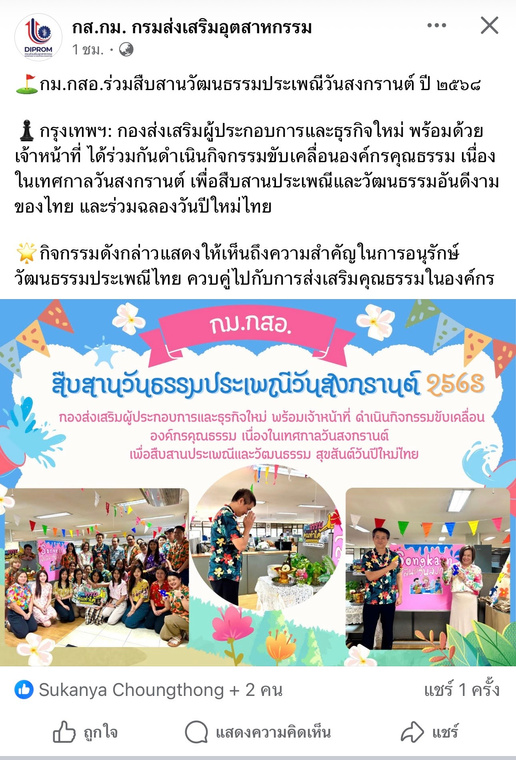 กส.กม. กรมส่งเสริมอุตสาหกรรม
1 ชม.
DIPROM
กม.กสอ.ร่วมสืบสานวัฒนธรรมประเพณีวันสงกรานต์ ปี ๒๕๖๘
กรุงเทพฯ: กองส่งเสริมผู้ประกอบการและธุรกิจใหม่ พร้อมด้วย
เจ้าหน้าที่ ได้ร่วมกันดำเนินกิจกรรมขับเคลื่อนองค์กรคุณธรรม เนื่อง
ในเทศกาลวันสงกรานต์ เพื่อสืบสานประเพณีและวัฒนธรรมอันดีงาม
ของไทย และร่วมฉลองวันปีใหม่ไทย
กิจกรรมดังกล่าวแสดงให้เห็นถึงความสำคัญในการอนุรักษ์
วัฒนธรรมประเพณีไทย ควบคู่ไปกับการส่งเสริมคุณธรรมในองค์กร
กม.กสอ.
สืบสานวันธรรมประเพณีวันสงกรานต์ 2568
กองส่งเสริมผู้ประกอบการและธุรกิจใหม่ พร้อมเจ้าหน้าที่ ดำเนินกิจกรรมขับเคลื่อน
องค์กรคุณธรรม เนื่องในเทศกาลวันสงกรานต์
เพื่อสืบสานประเพณีและวัฒนธรรม สุขสันต์วันปีใหม่ไทย
Sukanya Choungthong + 2 คน
แชร์ 1 ครั้ง
ถูกใจ
แสดงความคิดเห็น
แชร์